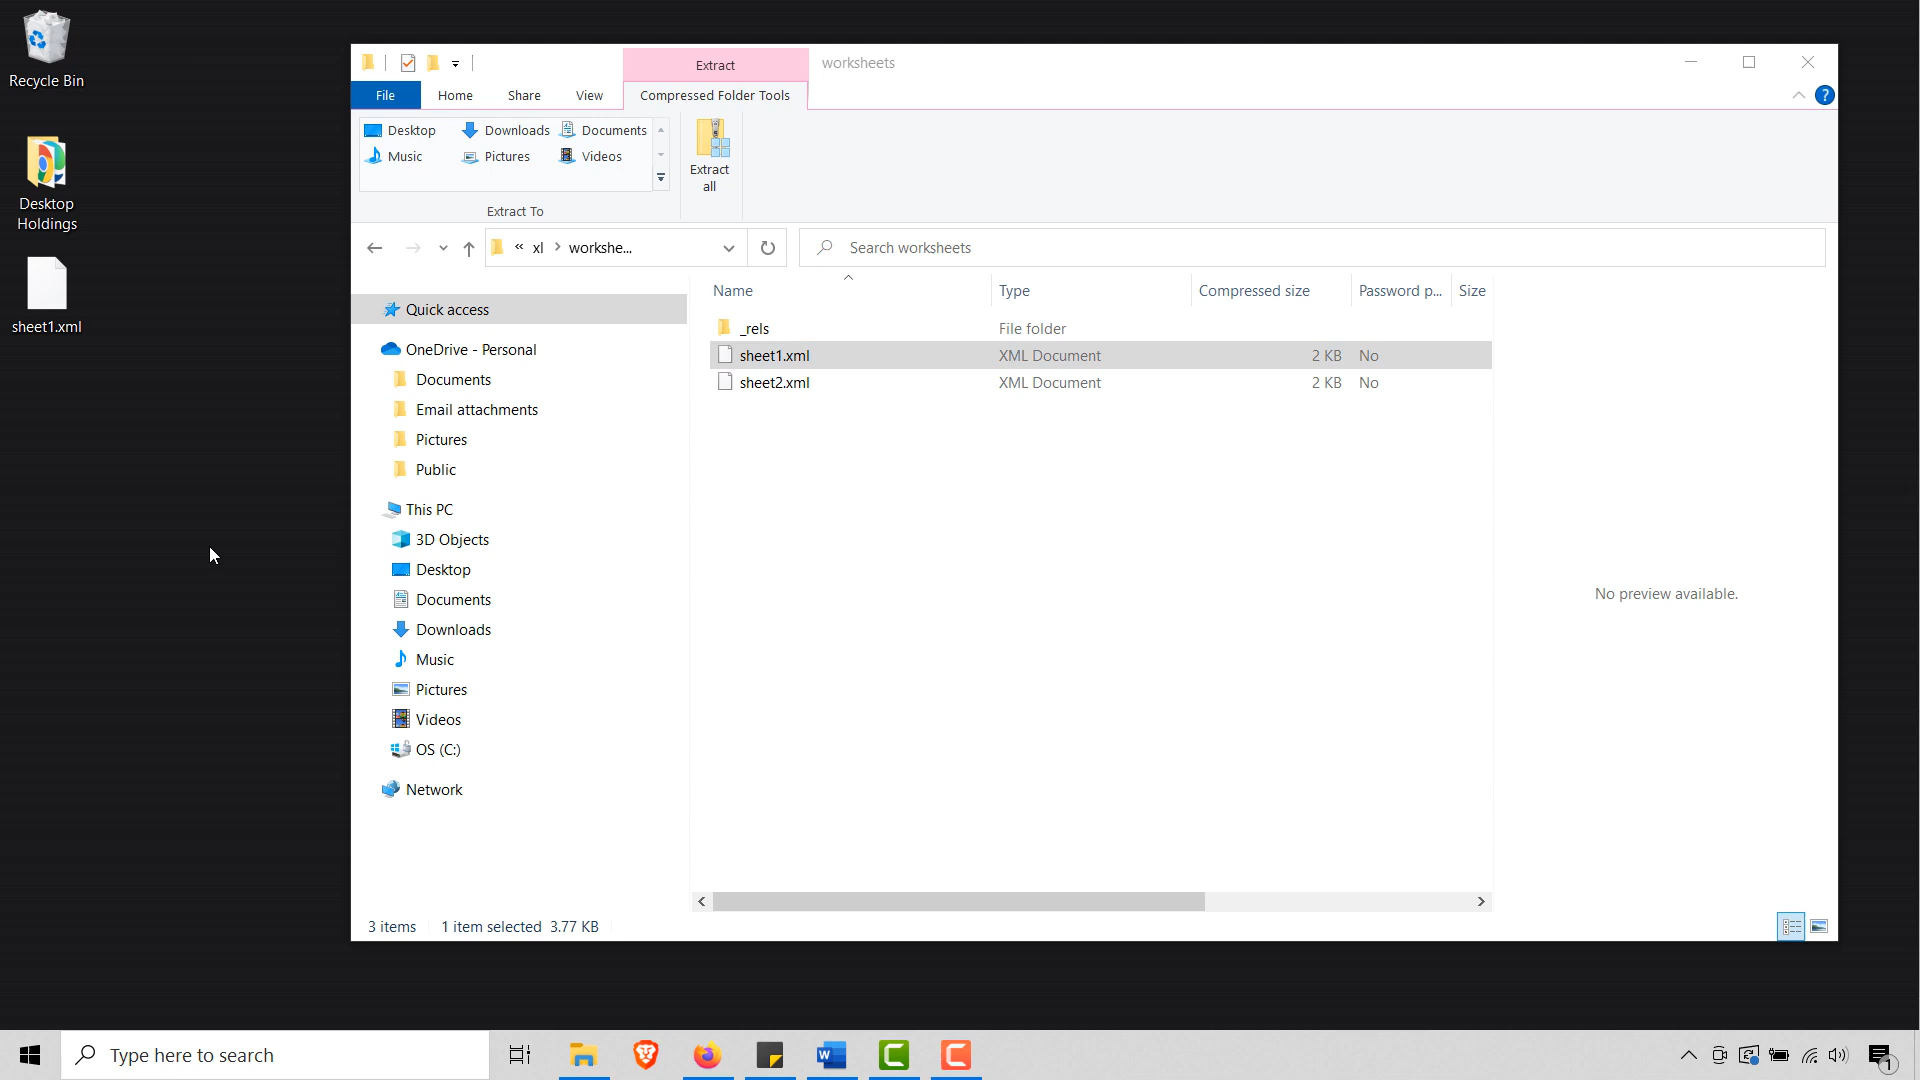 Recycle Bin
Desktop
Holdings
sheet1.xml
Extract
worksheets
File
Home
Share
View
Compressed Folder Tools
?
Desktop
Downloads
Documents
Music
Pictures
Videos
Extract
all
Extract To
« xl > workshe...
Search worksheets
Name
Type
Compressed size
Password p...
Size
_rels
File folder
sheet1.xml
XML Document
2 KB
No
sheet2.xml
XML Document
2 KB
No
Quick access
OneDrive - Personal
Documents
Email attachments
Pictures
Public
This PC
3D Objects
Desktop
Documents
Downloads
Music
Pictures
Videos
OS (C:)
Network
No preview available.
3 items
1 item selected 3.77 KB
Type here to search
1